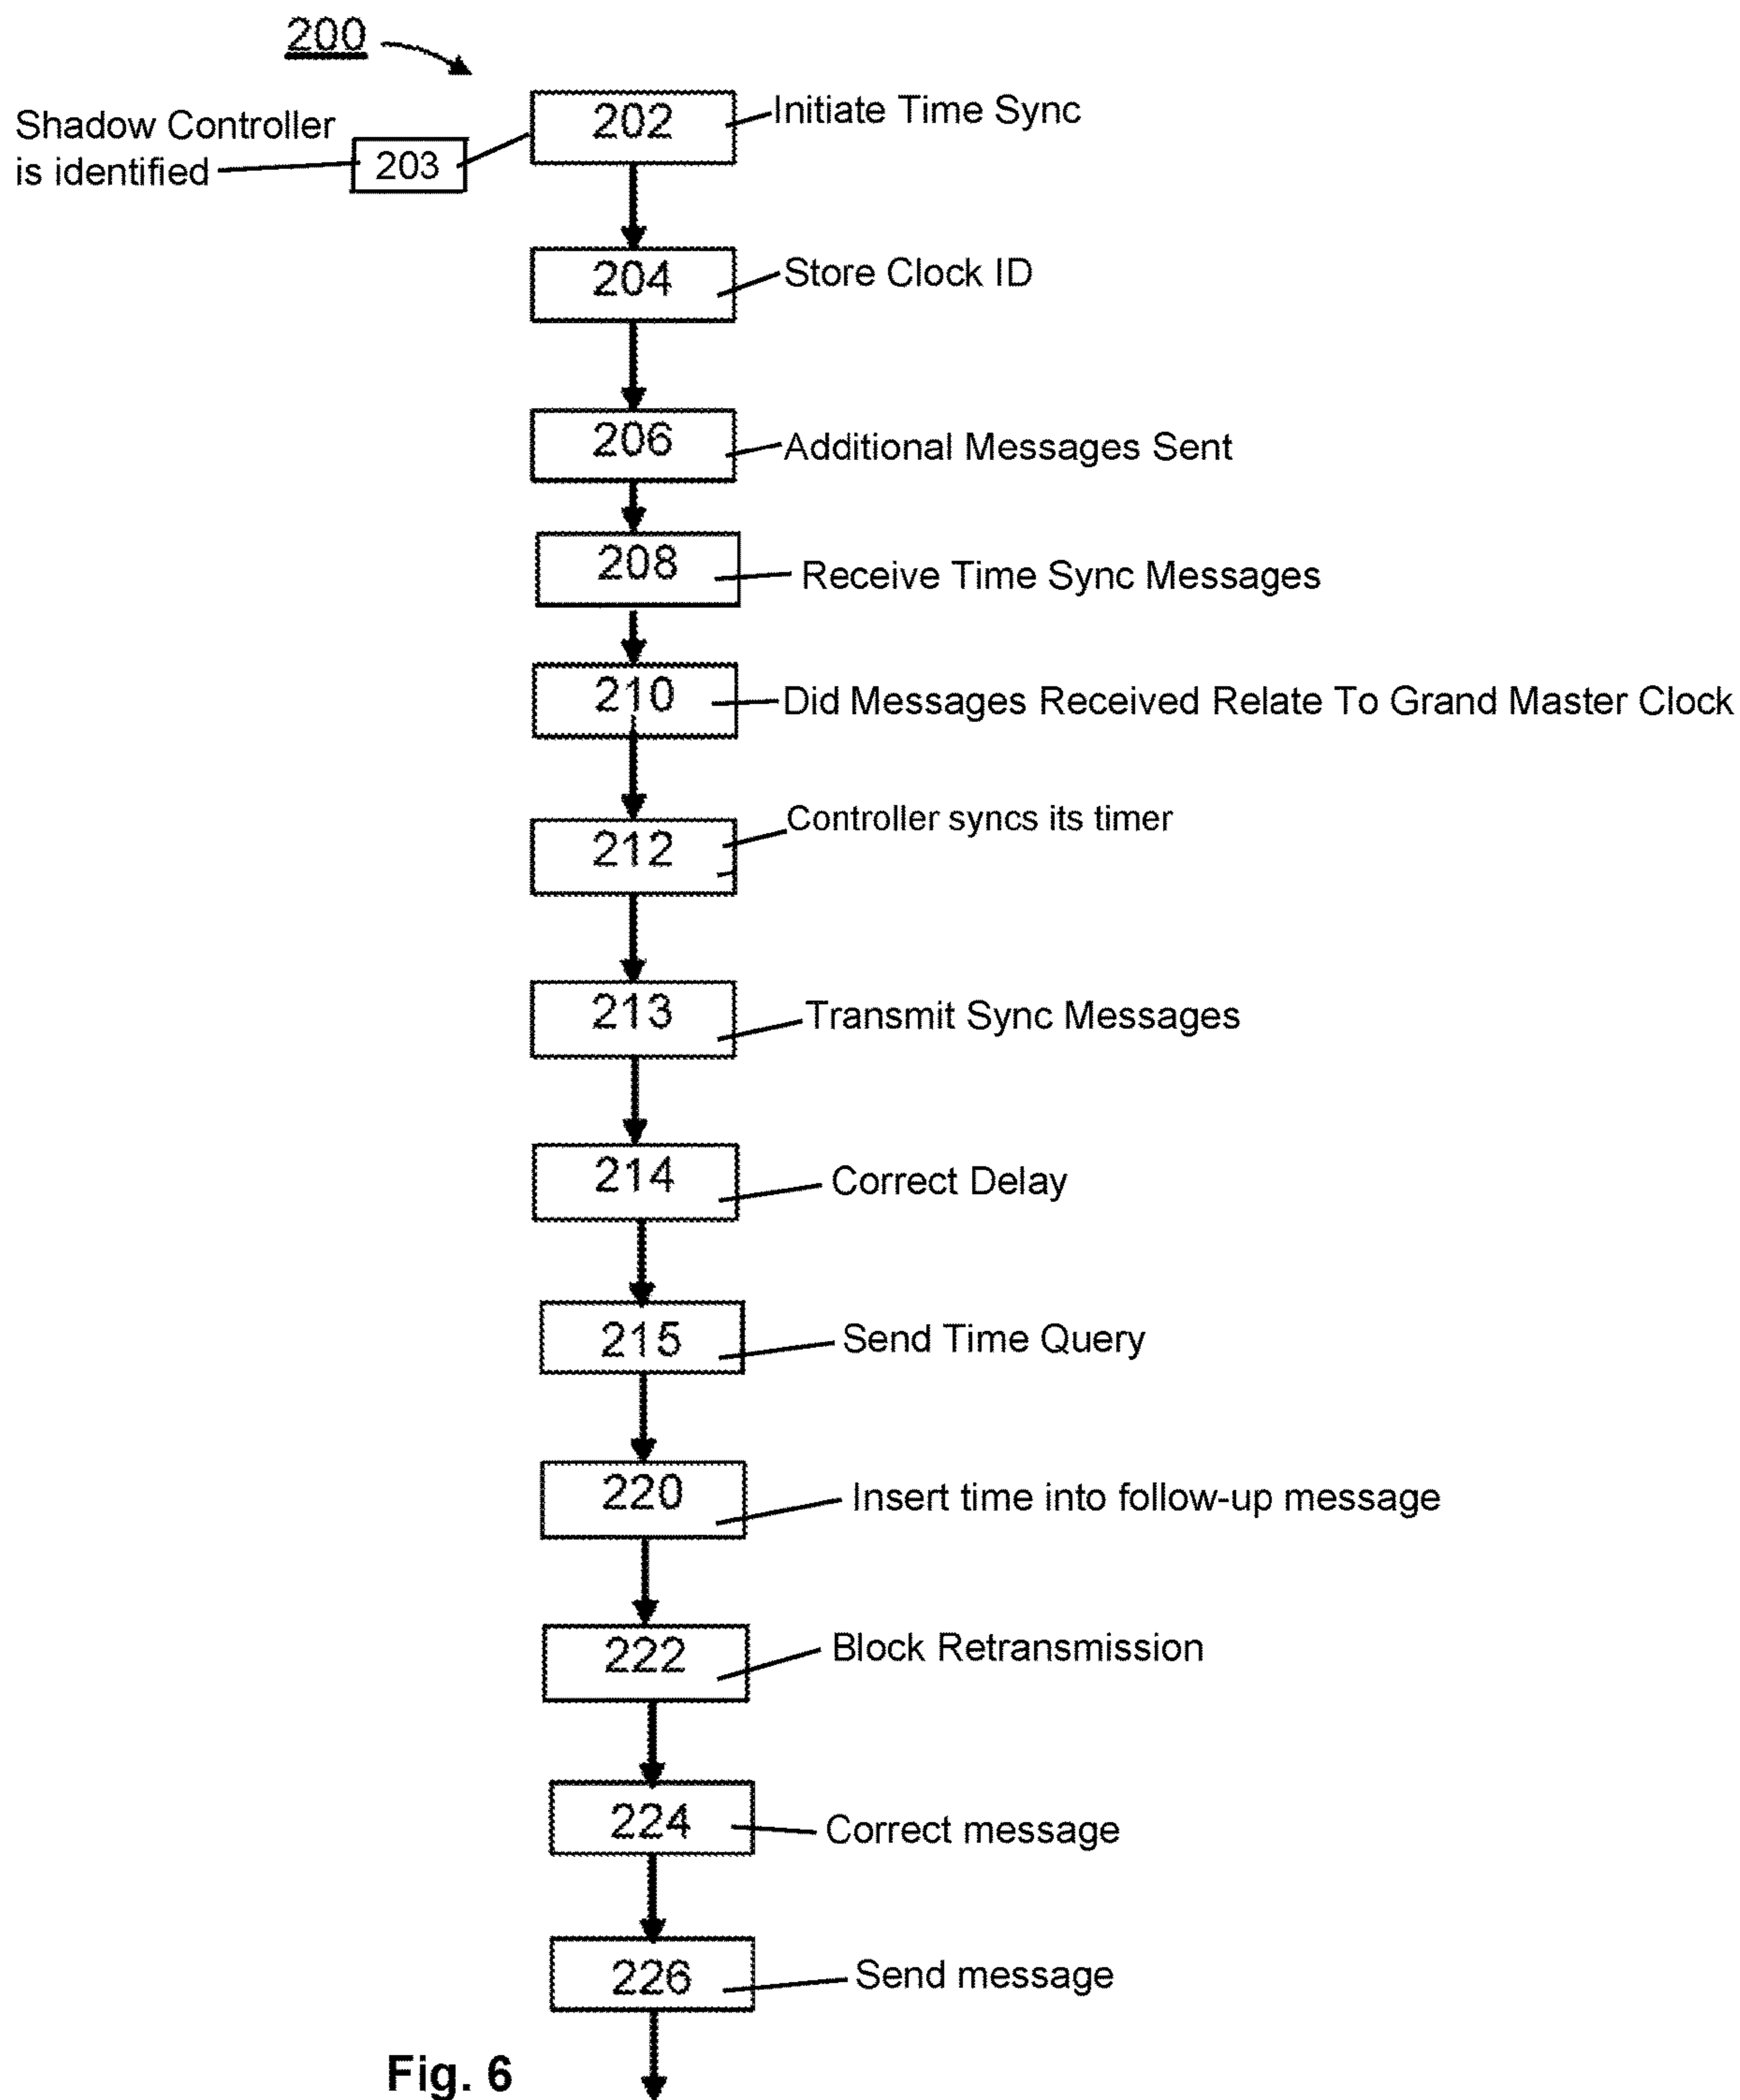 200
202
Initiate Time Sync
Shadow Controller
is identified
203
204
Store Clock ID
206
Additional Messages Sent
208
Receive Time Sync Messages
210
Did Messages Received Relate To Grand Master Clock
212
Controller syncs its timer
213
Transmit Sync Messages
214
Correct Delay
215
Send Time Query
220
Insert time into follow-up message
222
Block Retransmission
224
Correct message
226
Send message
Fig. 6